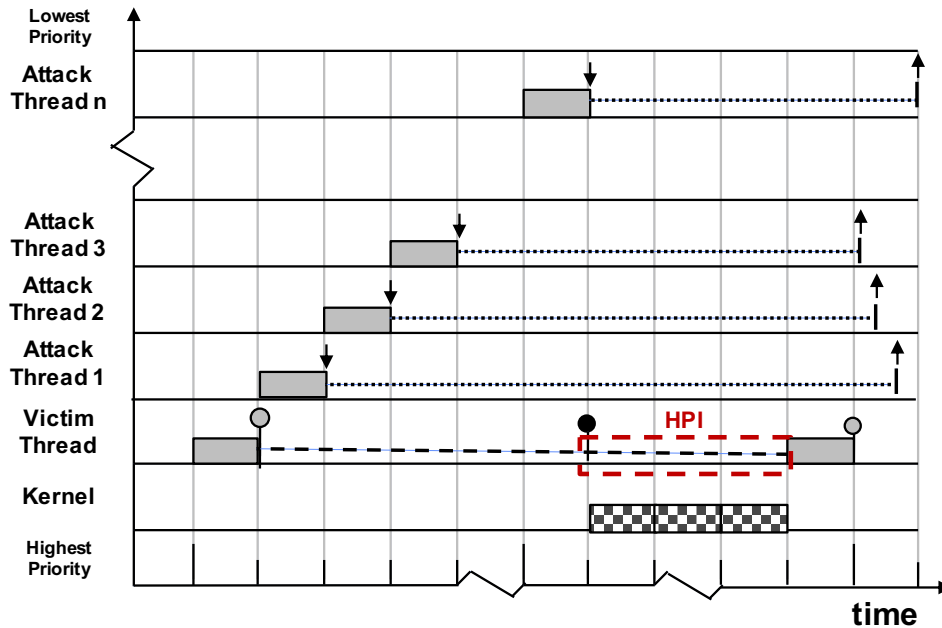 Lowest
Priority
Attack
Thread n
Attack
Thread 3
Attack
Thread 2
Attack
Thread 1
Victim
Thread
HPI
Kernel
Highest
Priority
time